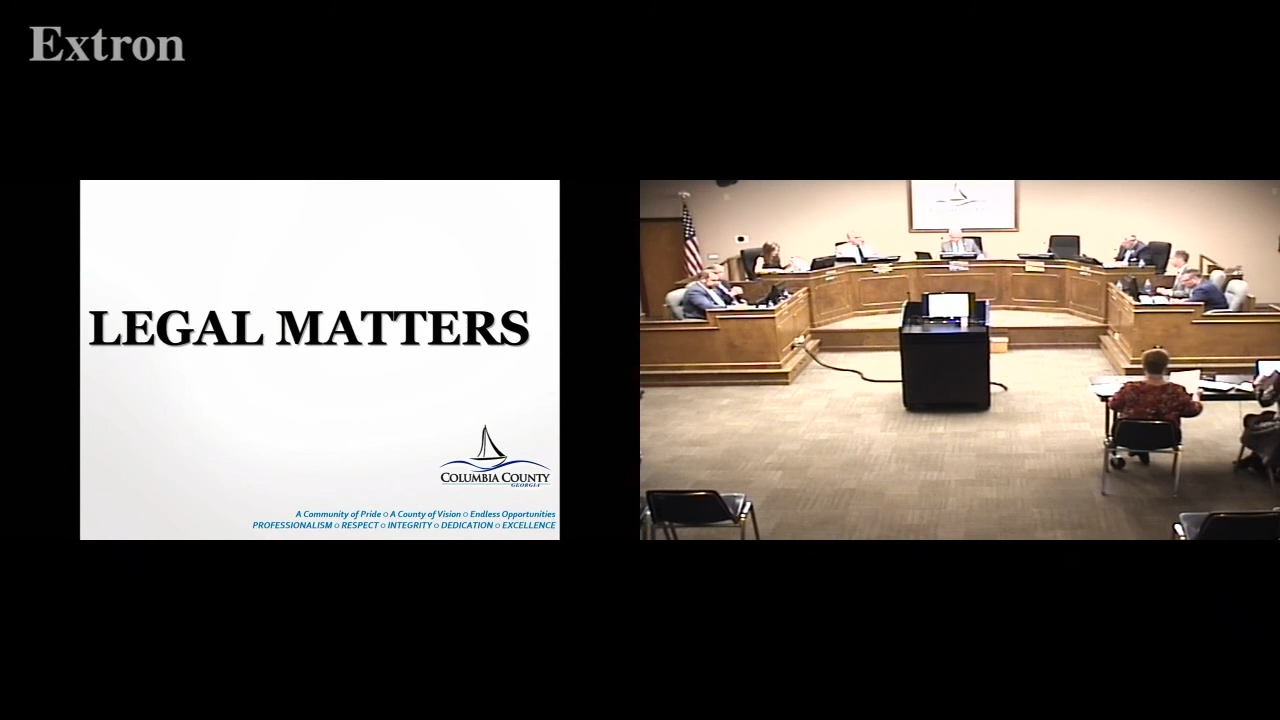 Extron
LEGAL MATTERS
COLUMBIA COUNTY
GEORGIA
A Community of Pride ○ A County of Vision ○ Endless Opportunities
PROFESSIONALISM ○ RESPECT ○ INTEGRITY ○ DEDICATION ○ EXCELLENCE